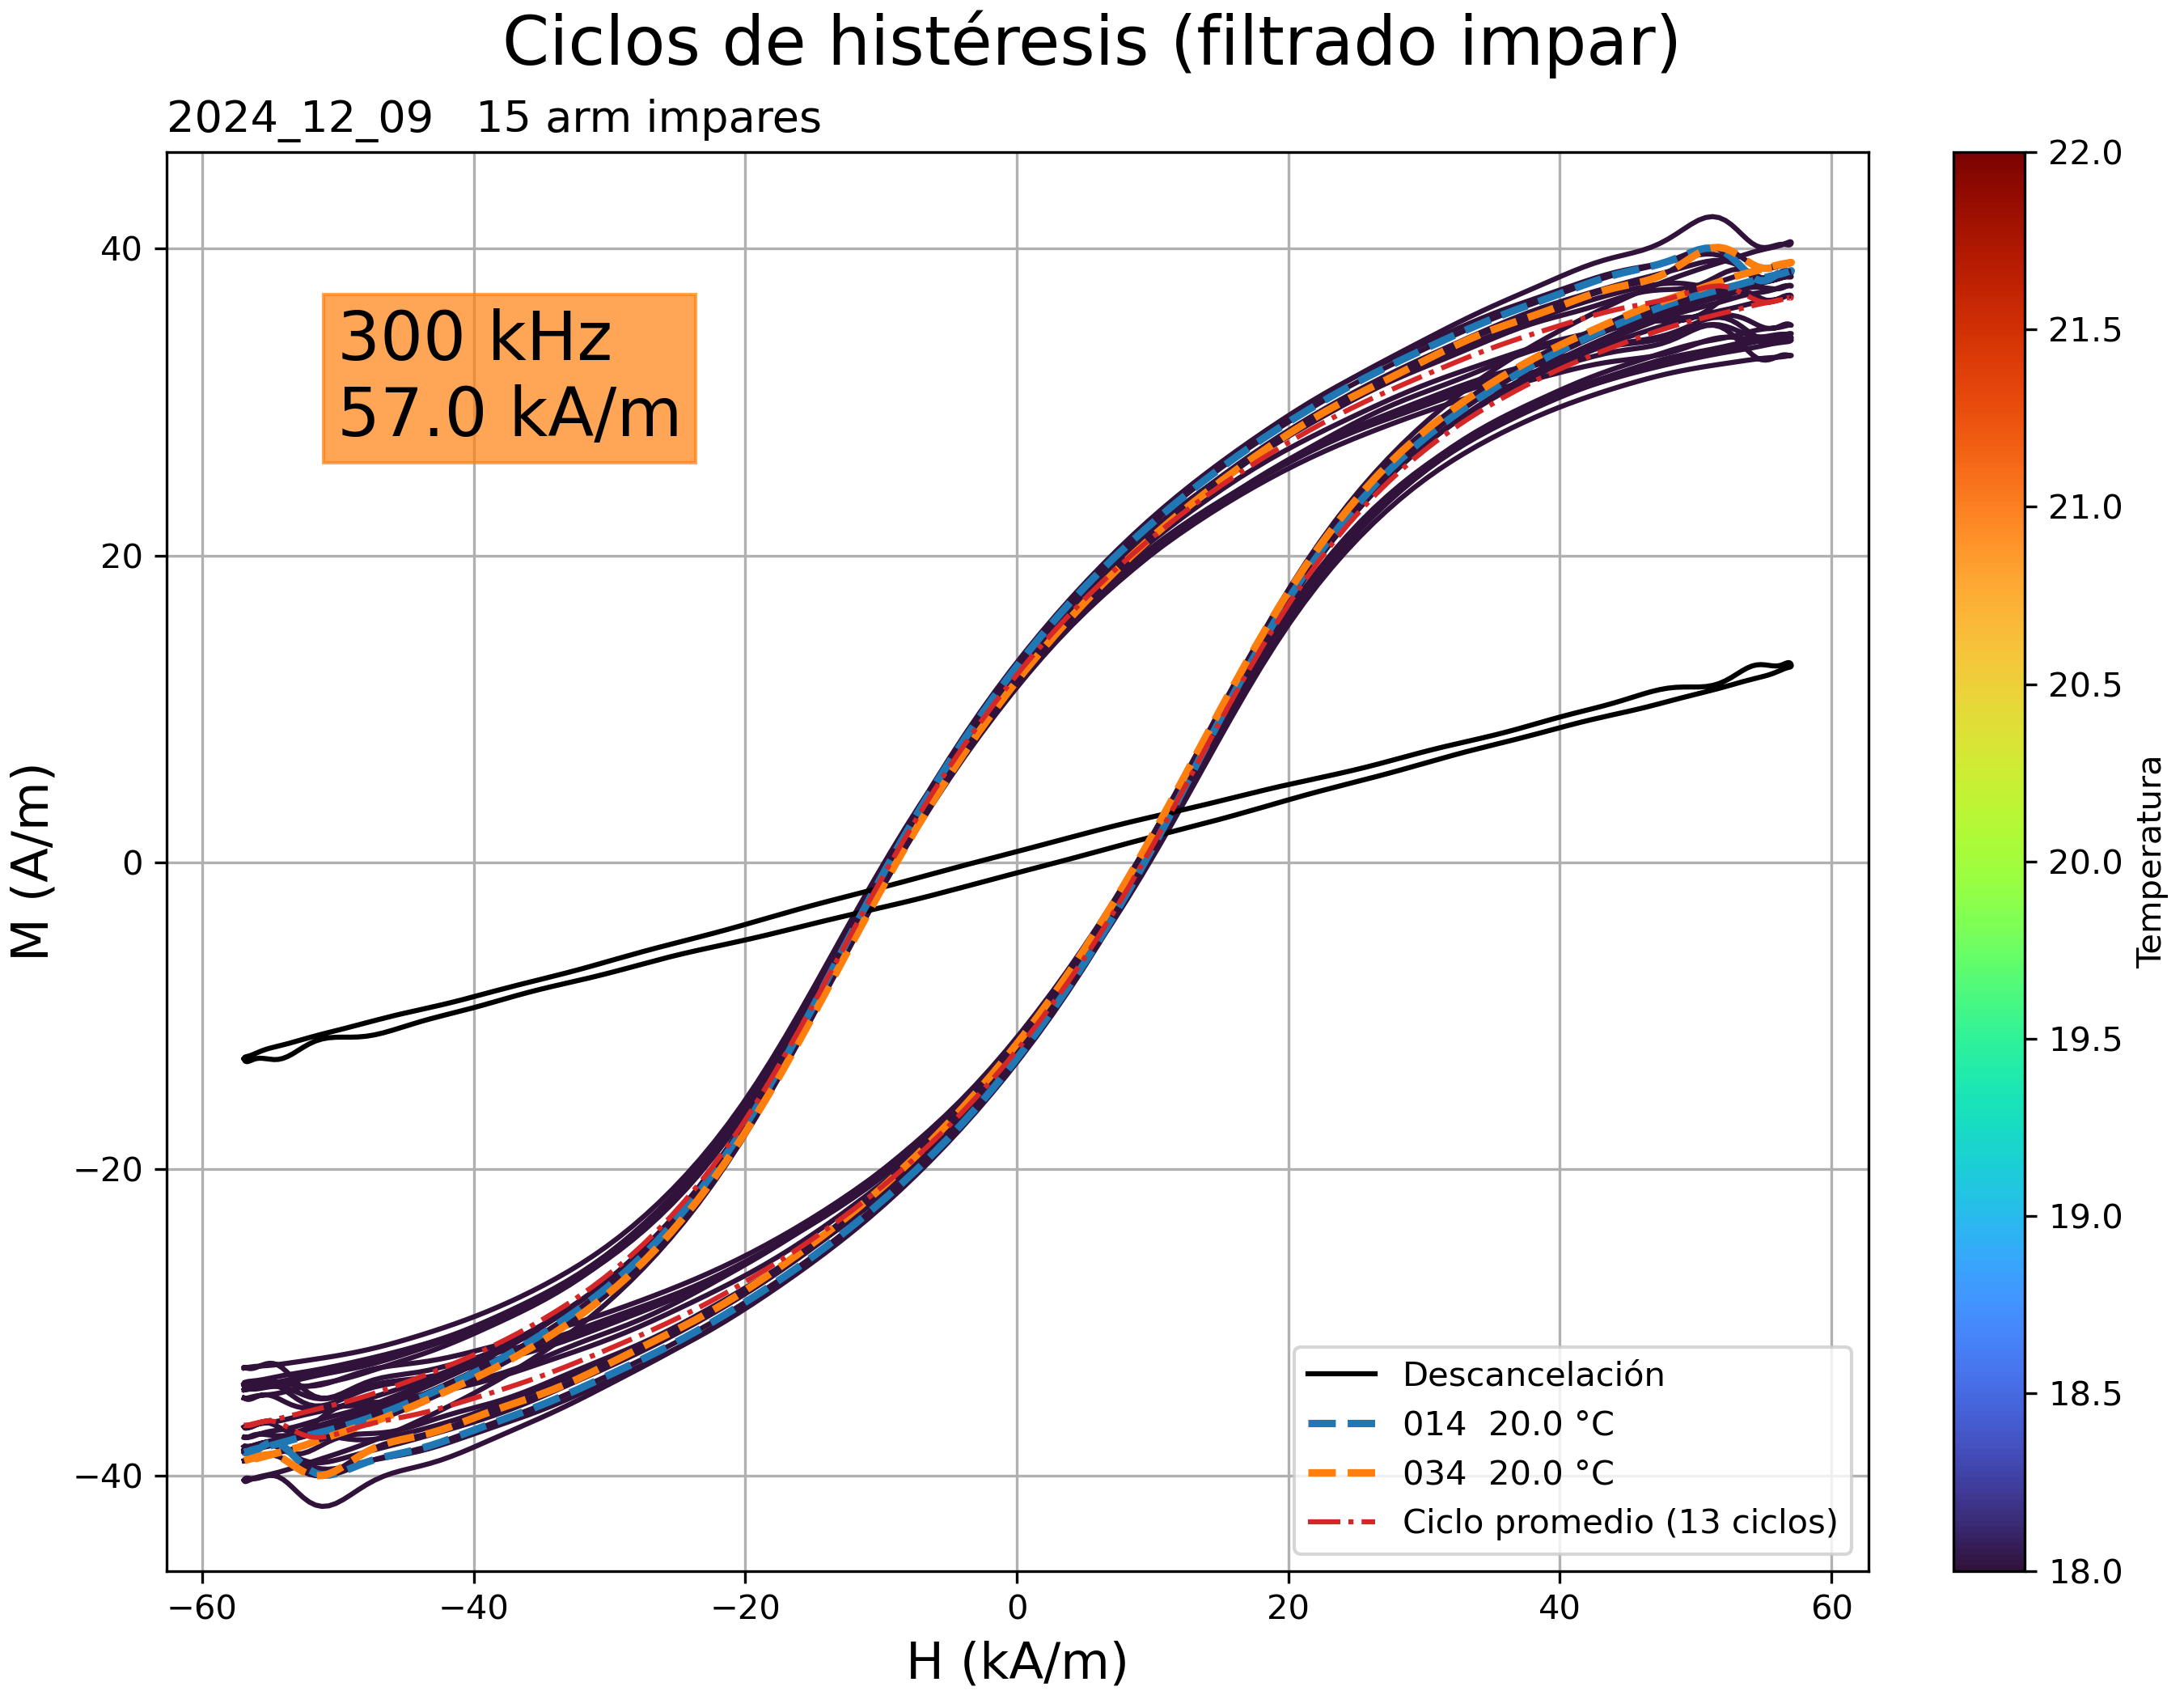 Ciclos de histéresis (filtrado impar)
2024_12_09   15 arm impares
300 kHz
57.0 kA/m
40
20
0
−20
−40
M (A/m)
−60
−40
−20
0
20
40
60
H (kA/m)
Descancelación
014  20.0 °C
034  20.0 °C
Ciclo promedio (13 ciclos)
22.0
21.5
21.0
20.5
20.0
19.5
19.0
18.5
18.0
Temperatura